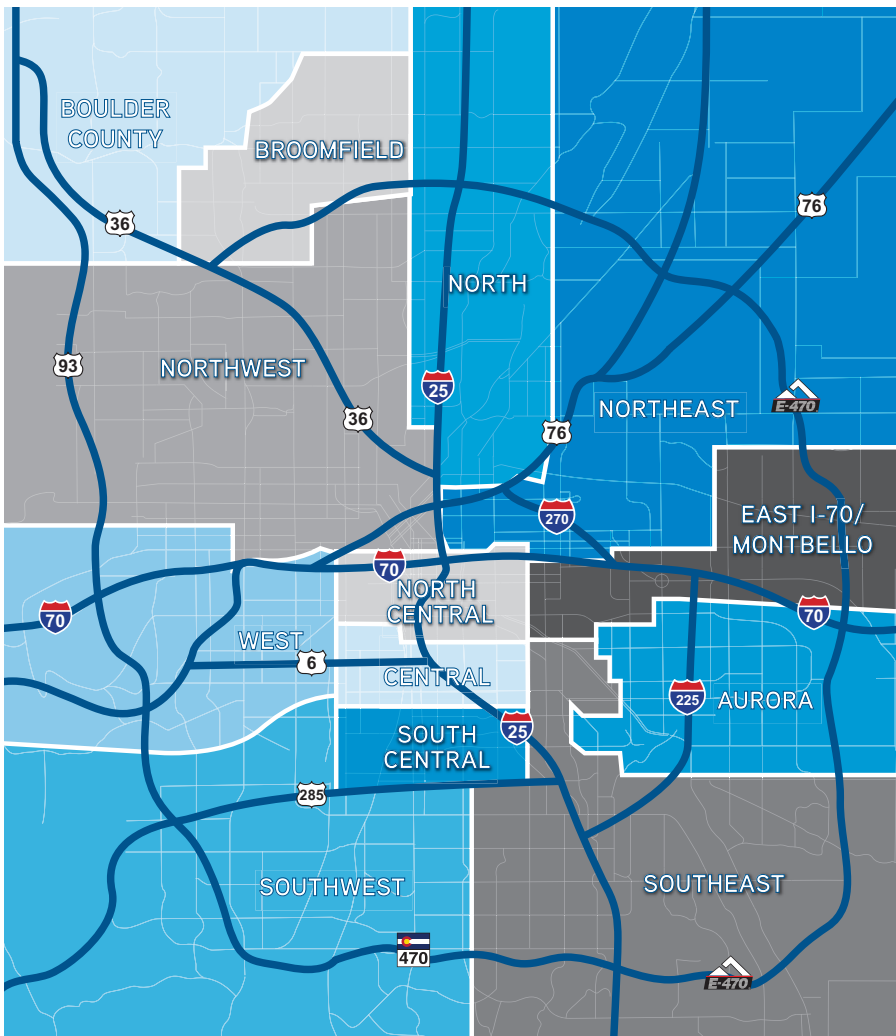 BOULDER
COUNTY
BROOMFIELD
36
76
NORTH
93
NORTHWEST
25
E-470
NORTHEAST
36
76
270
EAST I-70/
MONTBELLO
70
NORTH
CENTRAL
70
70
WEST
6
CENTRAL
225
AURORA
25
SOUTH
CENTRAL
285
SOUTHWEST
SOUTHEAST
470
E-470